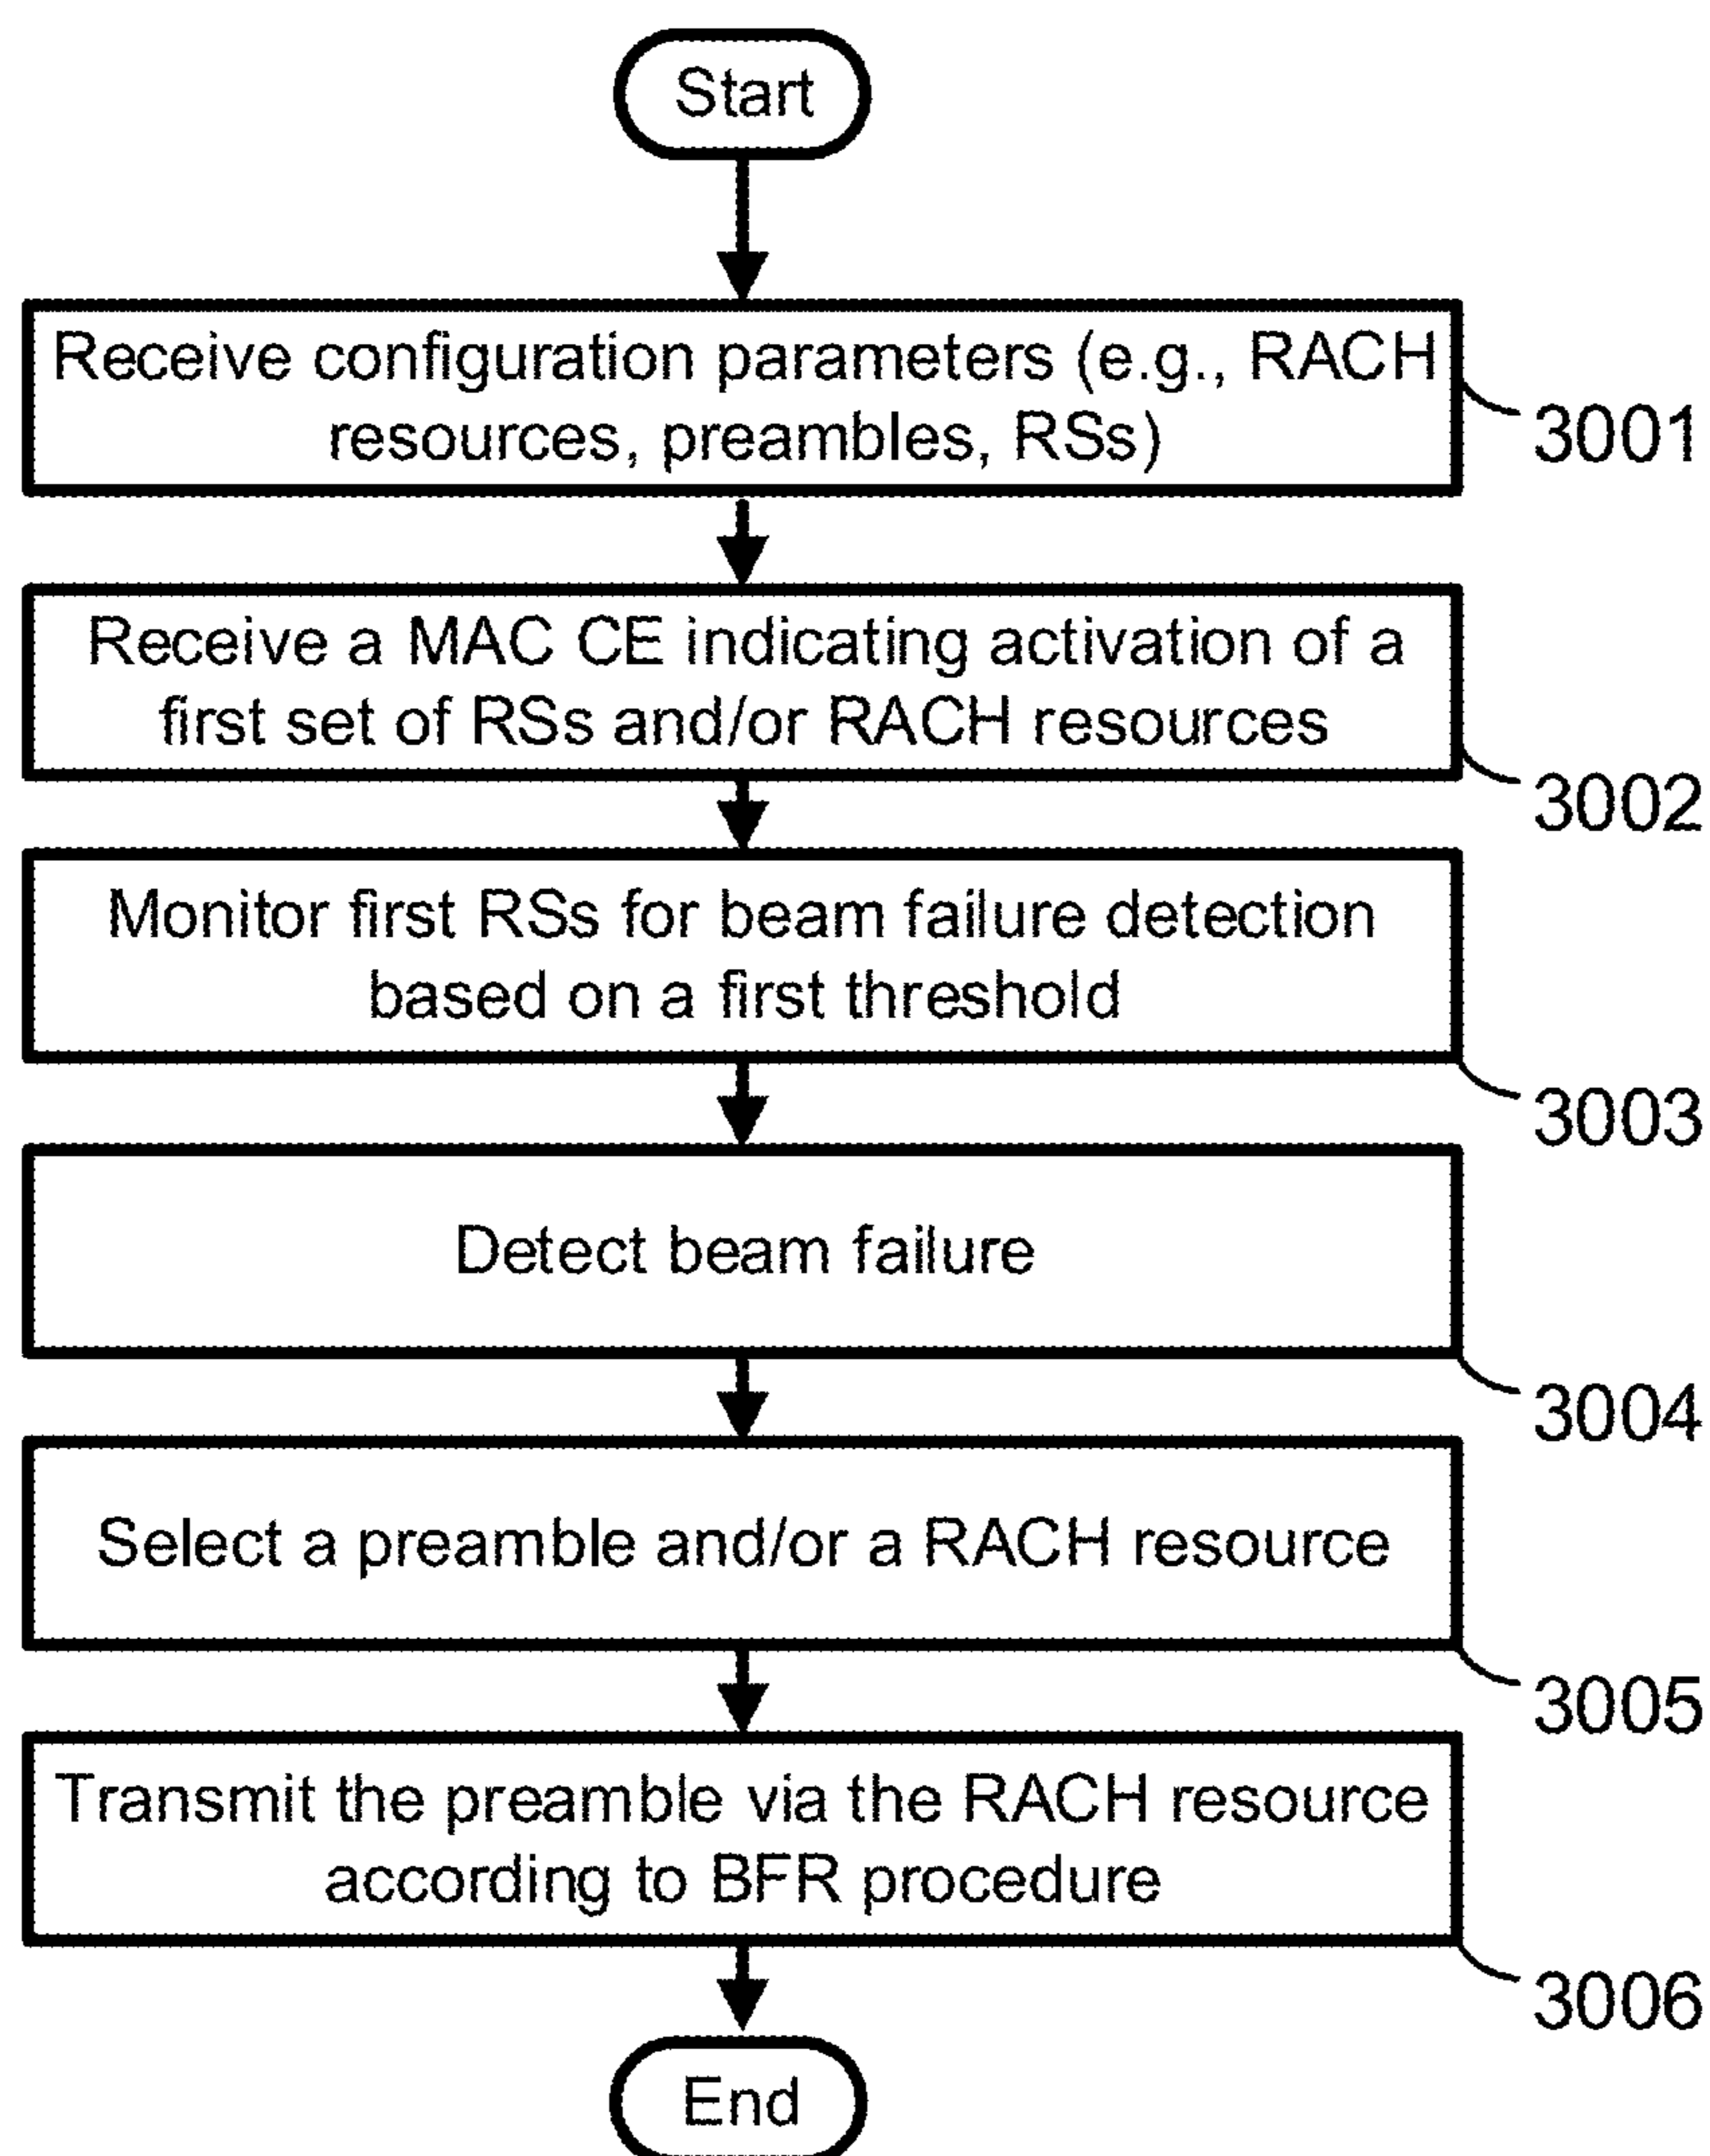 Start
Receive configuration parameters (e.g., RACH
resources, preambles, RSs)
3001
Receive a MAC CE indicating activation of a
first set of RSs and/or RACH resources
3002
Monitor first RSs for beam failure detection
based on a first threshold
3003
Detect beam failure
3004
Select a preamble and/or a RACH resource
3005
Transmit the preamble via the RACH resource
according to BFR procedure
3006
End